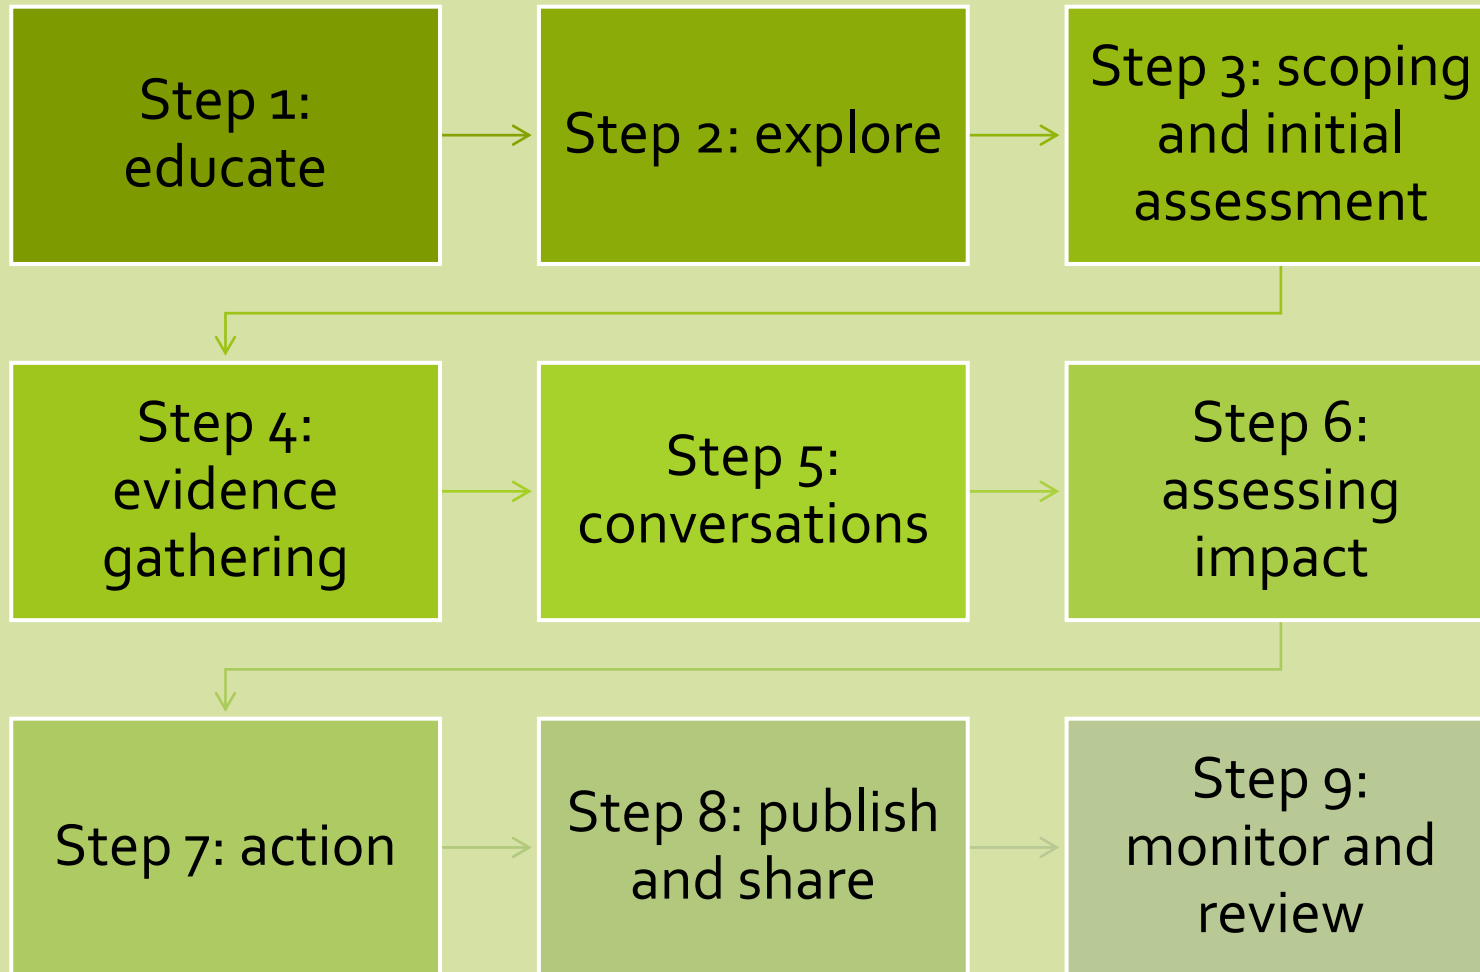 Step 1:
educate
Step 2: explore
Step 3: scoping
and initial
assessment
Step 4:
evidence
gathering
Step 5:
conversations
Step 6:
assessing
impact
Step 7: action
Step 8: publish
and share
Step 9:
monitor and
review